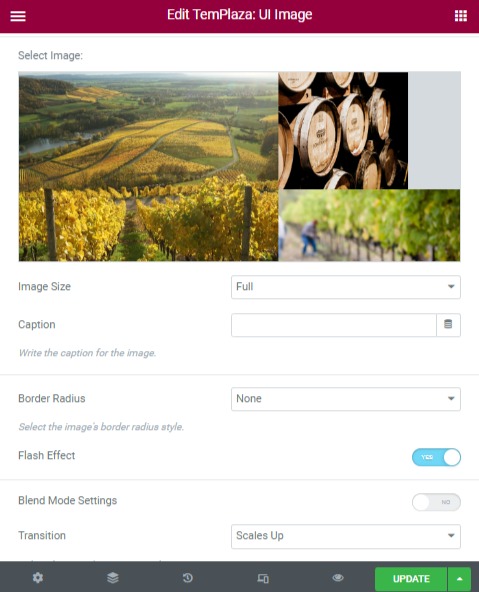 Edit TemPlaza: UI Image
Select Image:
Image Size
Full
Caption
Write the caption for the image.
Border Radius
None
Select the image's border radius style.
Flash Effect
YES
Blend Mode Settings
NO
Transition
Scales Up
UPDATE